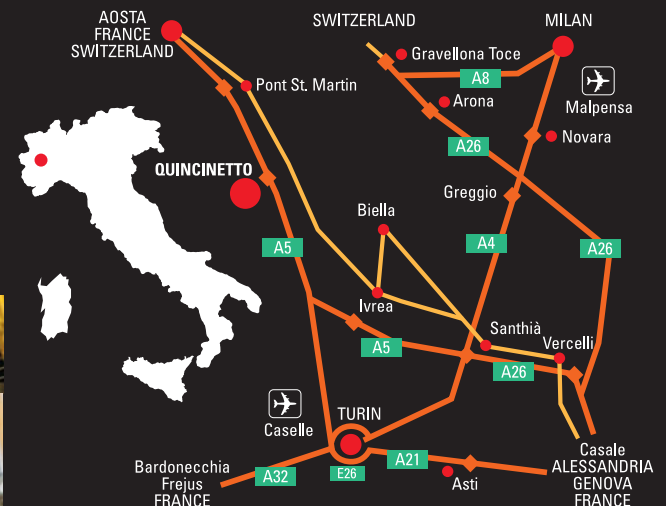 AOSTA
FRANCE
SWITZERLAND
SWITZERLAND
MILAN
Gravellona Toce
Pont St. Martin
A8
Arona
Malpensa
A26
Novara
QUINCINETTO
Greggio
Biella
A5
A4
A26
Ivrea
Santhià
Vercelli
A5
A26
Caselle
TURIN
Bardonecchia
Frejus
FRANCE
A32
E26
A21
Asti
Casale
ALESSANDRIA
GENOVA
FRANCE